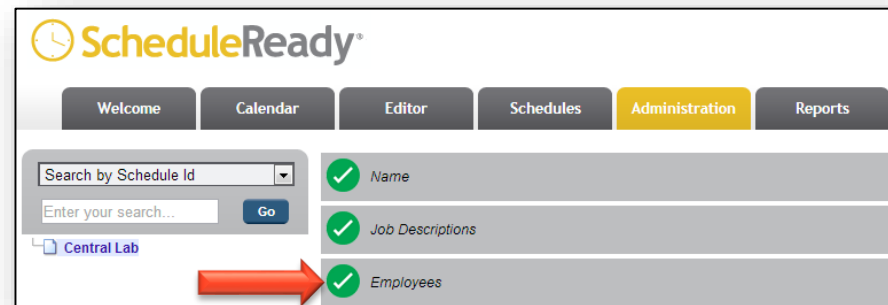 ScheduleReady®
Welcome Calendar Editor Schedules Administration Reports
Search by Schedule Id
Enter your search... Go
Central Lab
Name
Job Descriptions
Employees